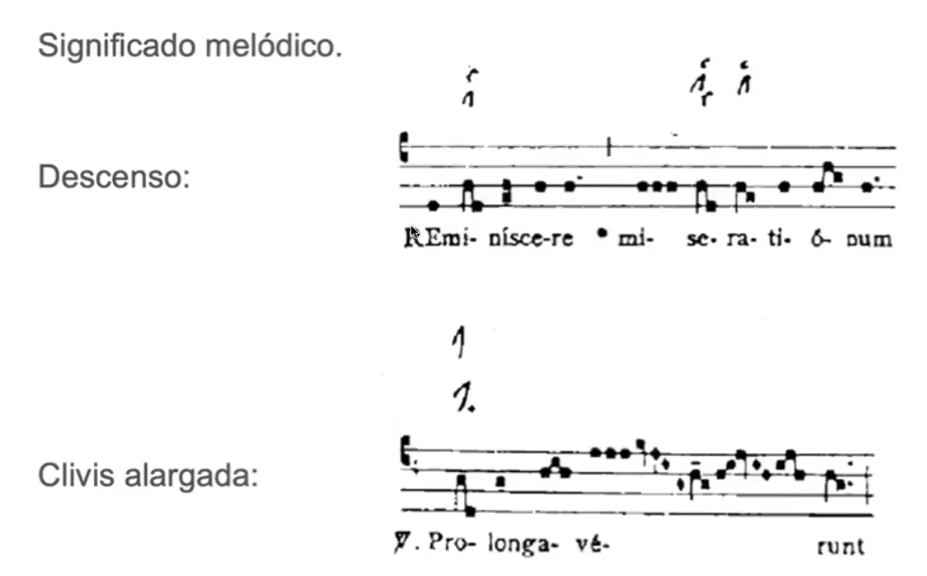 Significado melódico.
Descenso:
REmi- nísce-re * mi- se- ra- ti- ó- num
Clivis alargada:
℣. Pro- longa- vé- runt